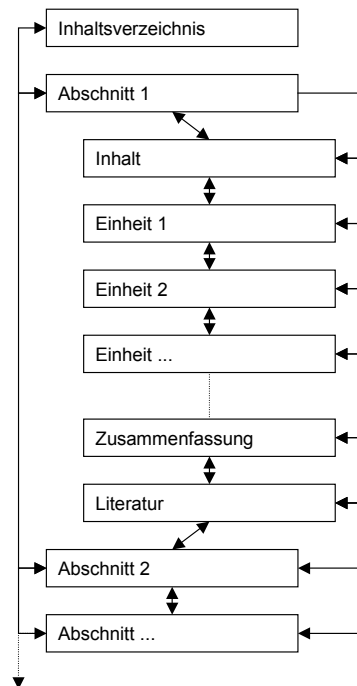 Inhaltsverzeichnis
Abschnitt 1
Inhalt
Einheit 1
Einheit 2
Einheit ...
Zusammenfassung
Literatur
Abschnitt 2
Abschnitt ...